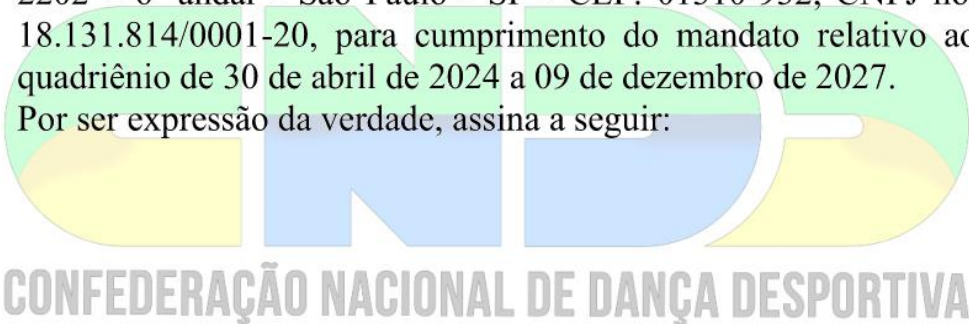 18.131.814/0001-20, para cumprimento do mandato relativo ao
quadriênio de 30 de abril de 2024 a 09 de dezembro de 2027.
Por ser expressão da verdade, assina a seguir:
CNDD
CONFEDERAÇÃO NACIONAL DE DANÇA DESPORTIVA